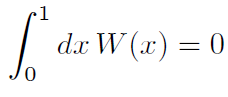 ∫₀¹ dx W(x) = 0